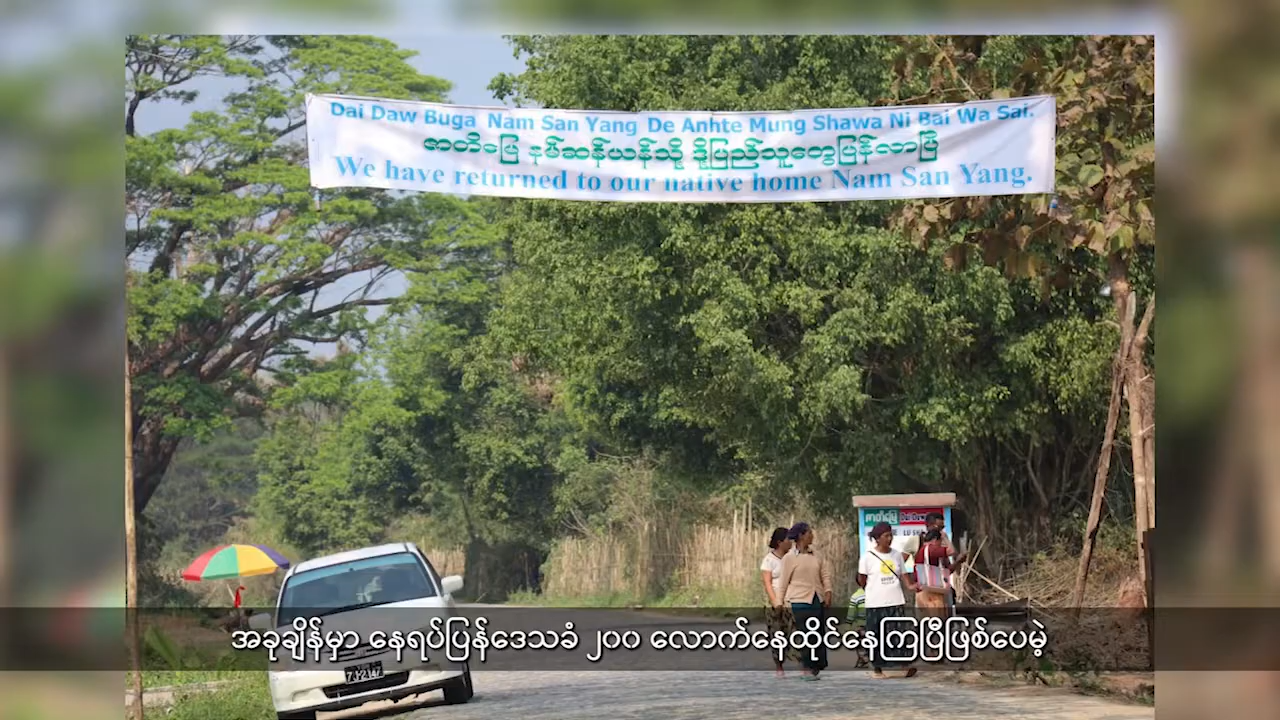 Dai Daw Buga Nam San Yang De Anhte Mung Shawa Ni Bai Wa Sai.
ဇာတိမြေ နမ်ဆန်ယန်သို့ ဒို့ပြည်သူတွေပြန်လာပြီ
We have returned to our native home Nam San Yang.
အခုချိန်မှာ နေရပ်ပြန်ဒေသခံ ၂၀၀ လောက်နေထိုင်နေကြပြီဖြစ်ပေမဲ့